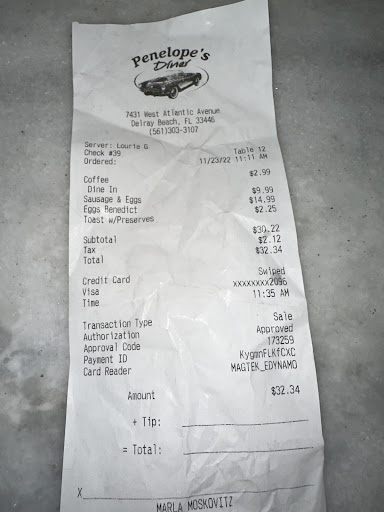 Penelope's
Diner
7431 West Atlantic Avenue
Delray Beach, FL 33446
(561)303-3107
Server: Lourie G Table 12
Check #39
Ordered: 11/23/22 11:11 AM
Coffee $2.99
Dine In
Sausage & Eggs $9.99
Eggs Benedict $14.99
Toast w/Preserves $2.25
Subtotal $30.22
Tax $2.12
Total $32.34
Credit Card Swiped
Visa xxxxxxxx2096
Time 11:35 AM
Transaction Type Sale
Authorization Approved
Approval Code 173259
Payment ID KygmnFLKfCXC
Card Reader MAGTEK_EDYNAMO
Amount $32.34
+ Tip:
= Total:
X
MARLA MOSKOVITZ